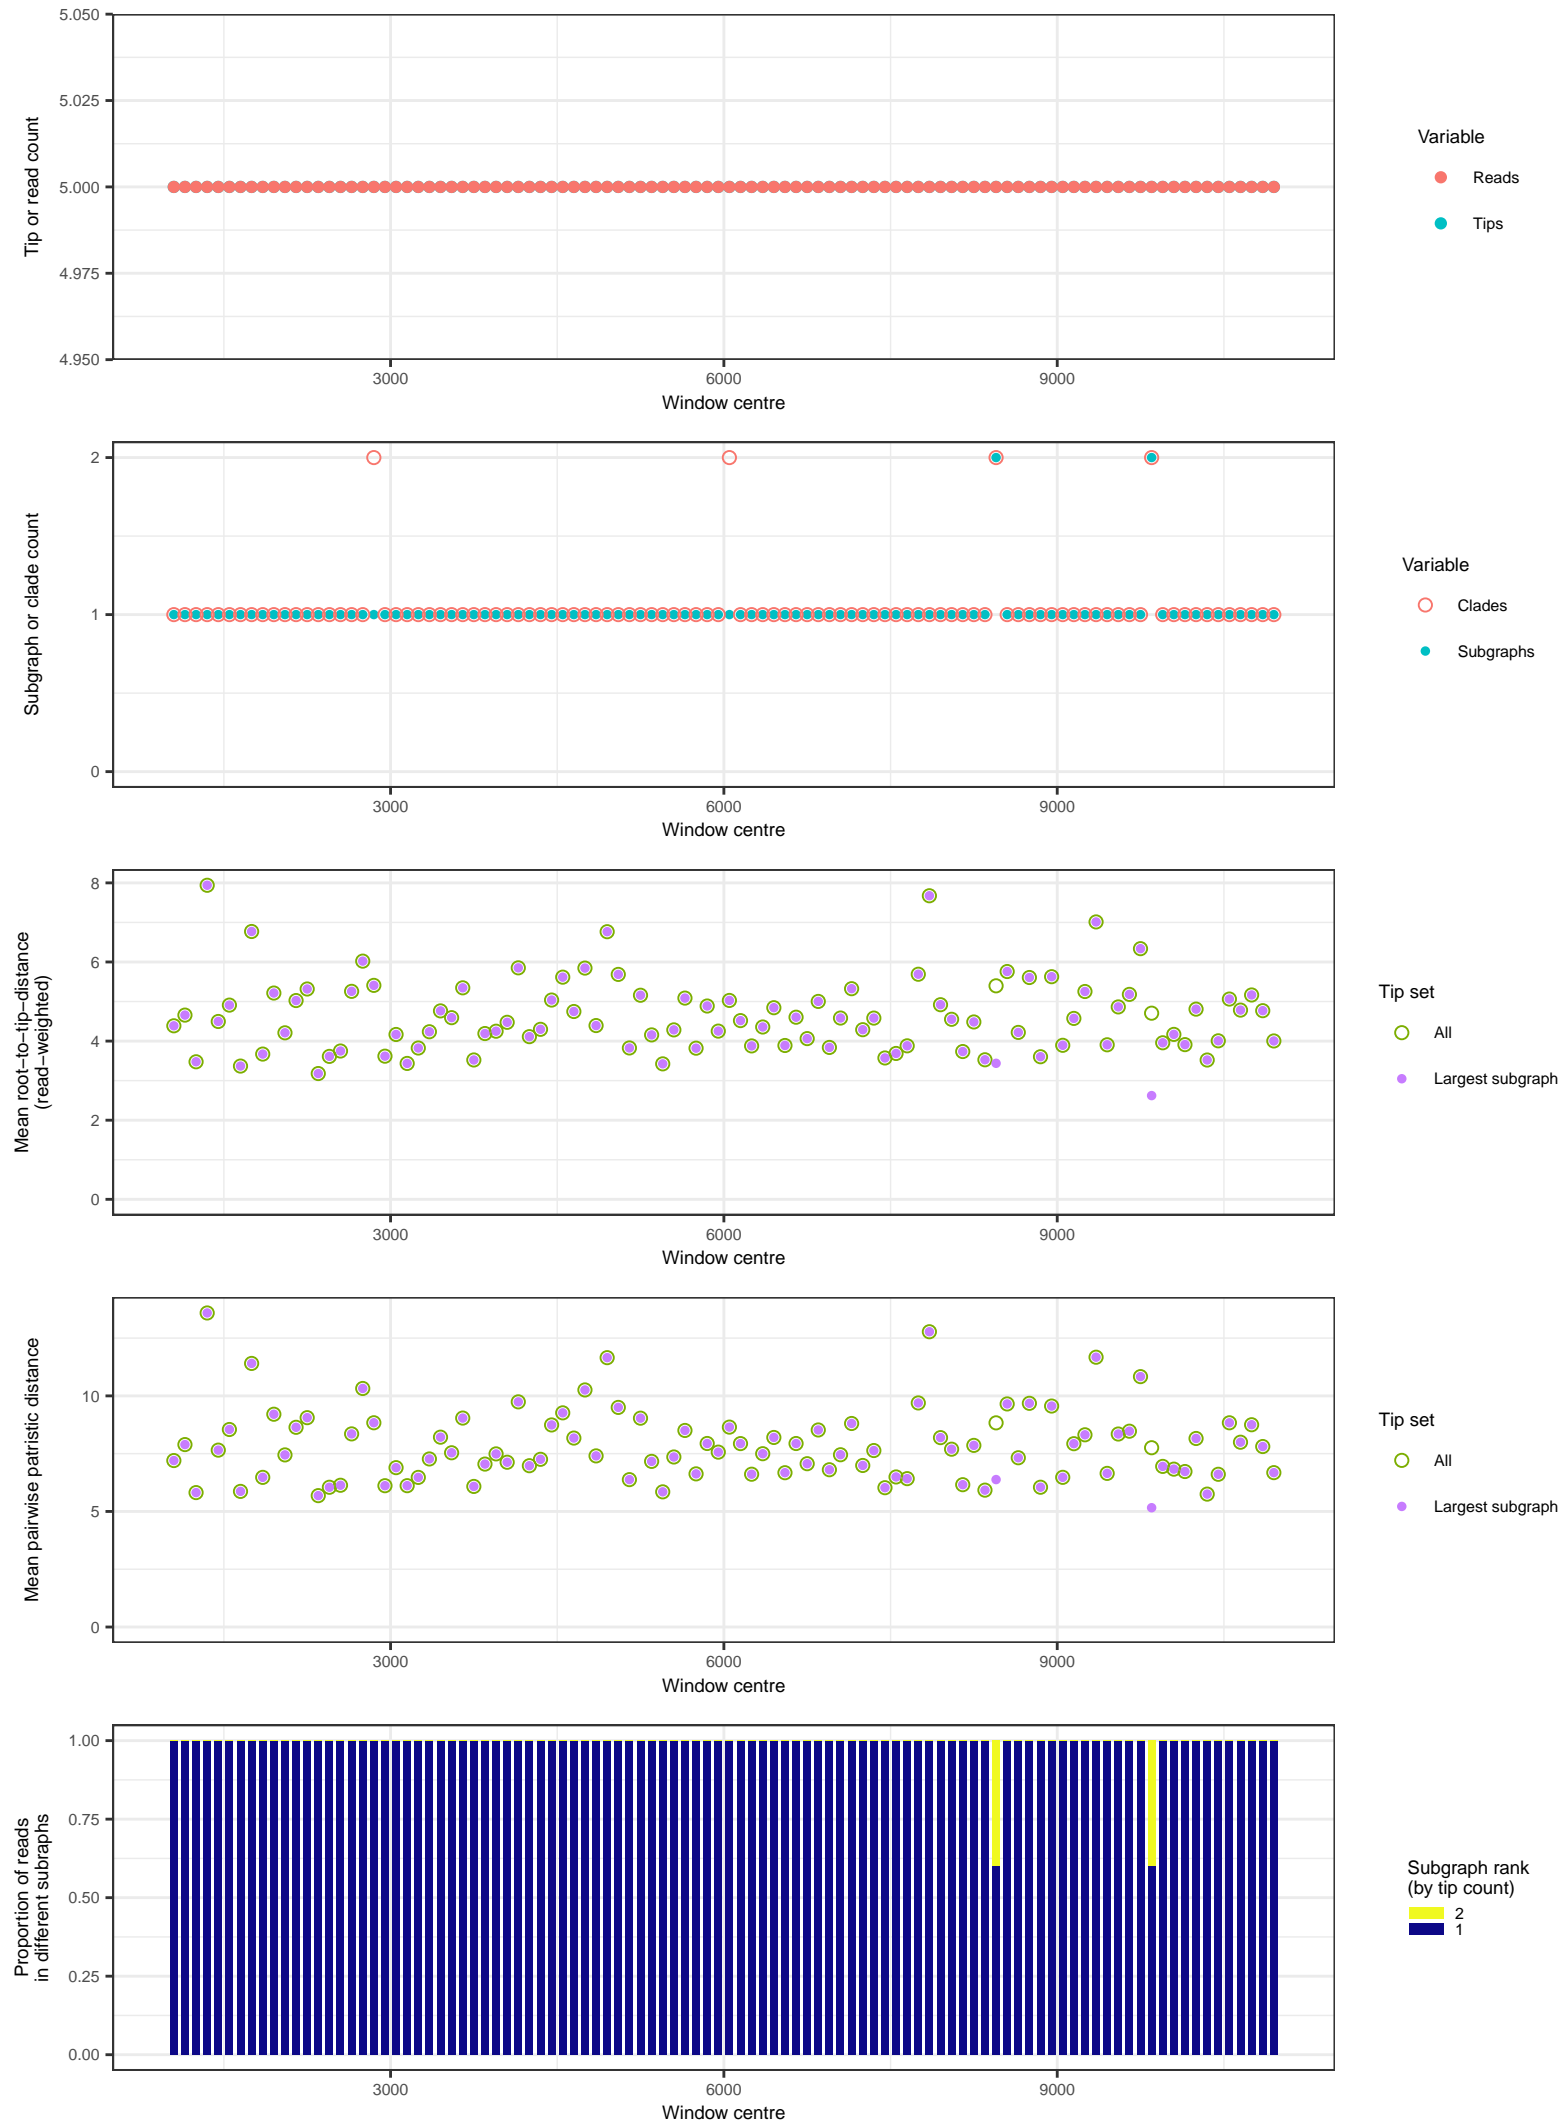 5.050
5.025
5.000
4.975
4.950
Tip or read count
3000
6000
9000
Window centre
Variable
Reads
Tips
2
1
0
Subgraph or clade count
3000
6000
9000
Window centre
Variable
Clades
Subgraphs
8
6
4
2
0
Mean root−to−tip−distance
(read−weighted)
3000
6000
9000
Window centre
Tip set
All
Largest subgraph
10
5
0
Mean pairwise patristic distance
3000
6000
9000
Window centre
Tip set
All
Largest subgraph
1.00
0.75
0.50
0.25
0.00
Proportion of reads
in different subraphs
3000
6000
9000
Window centre
Subgraph rank
(by tip count)
2
1